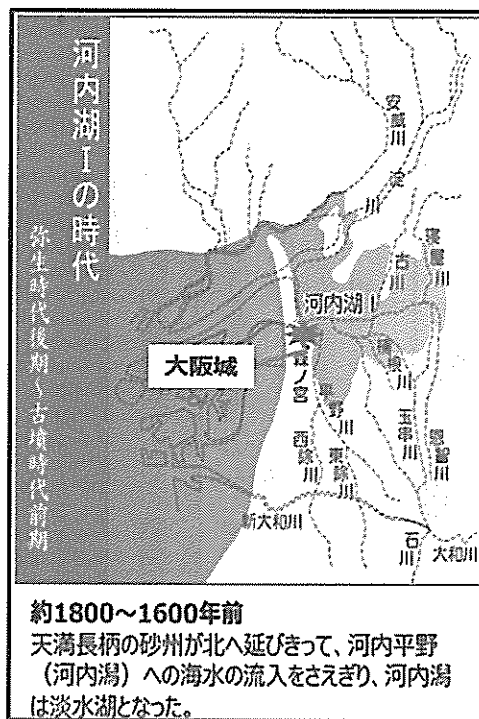 河内湖Ⅰの時代
弥生時代後期～古墳時代前期
安威川
淀
川
古川
寝屋川
河内湖Ⅰ
大阪城
森ノ宮
平野川
楠根川
玉串川
恩智川
西除川
東除川
新大和川
石川
大和川
約1800～1600年前
天満長柄の砂州が北へ延びきって、河内平野
（河内潟）への海水の流入をさえぎり、河内潟
は淡水湖となった。